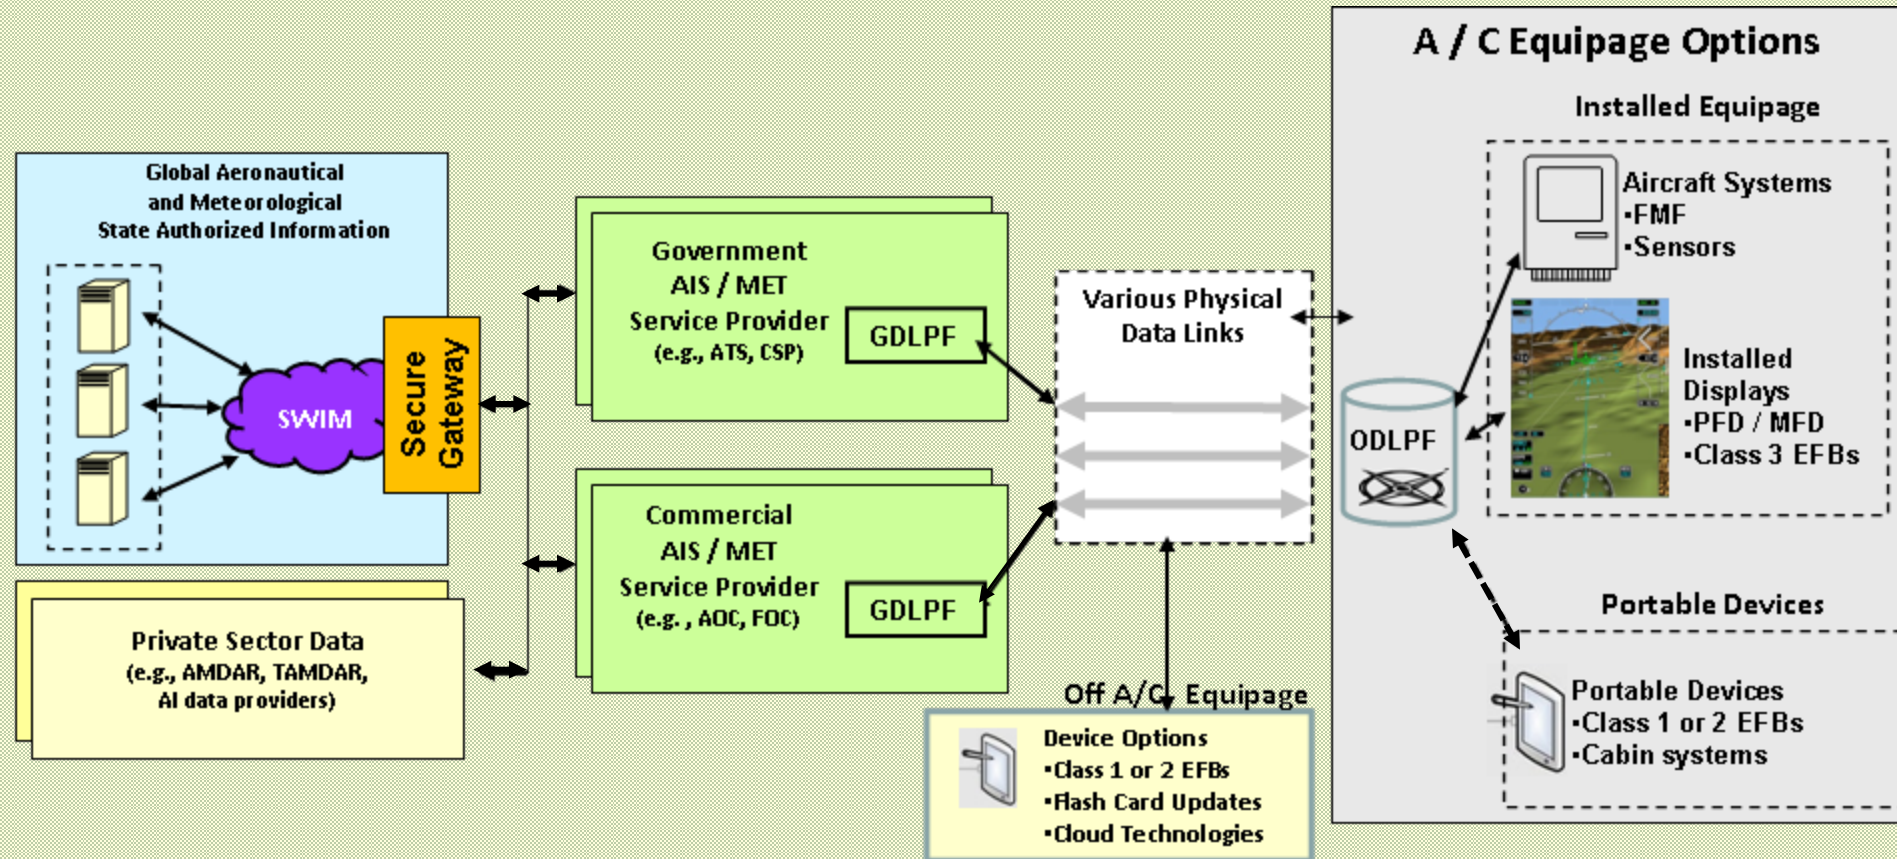 A / C Equipage Options
Installed Equipage
Aircraft Systems
▪FMF
▪Sensors
Installed
Displays
▪PFD / MFD
▪Class 3 EFBs
ODLPF
Portable Devices
Portable Devices
▪Class 1 or 2 EFBs
▪Cabin systems
Global Aeronautical
and Meteorological
State Authorized Information
SWIM
Secure
Gateway
Private Sector Data
(e.g., AMDAR, TAMDAR,
AI data providers)
Government
AIS / MET
Service Provider
(e.g., ATS, CSP)
GDLPF
Commercial
AIS / MET
Service Provider
(e.g. , AOC, FOC)
GDLPF
Various Physical
Data Links
Off A/C Equipage
Device Options
▪Class 1 or 2 EFBs
▪Flash Card Updates
▪Cloud Technologies